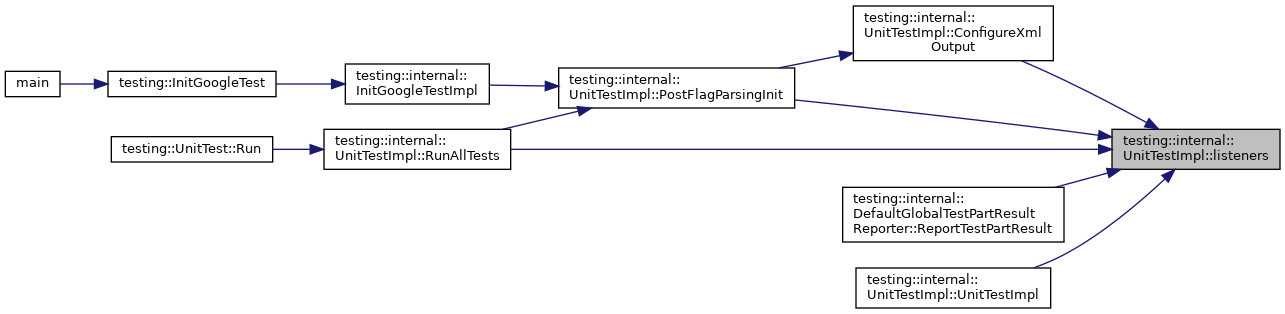 main
testing::InitGoogleTest
testing::internal::
InitGoogleTestImpl
testing::UnitTest::Run
testing::internal::
UnitTestImpl::RunAllTests
testing::internal::
UnitTestImpl::PostFlagParsingInit
testing::internal::
UnitTestImpl::ConfigureXml
Output
testing::internal::
DefaultGlobalTestPartResult
Reporter::ReportTestPartResult
testing::internal::
UnitTestImpl::UnitTestImpl
testing::internal::
UnitTestImpl::listeners